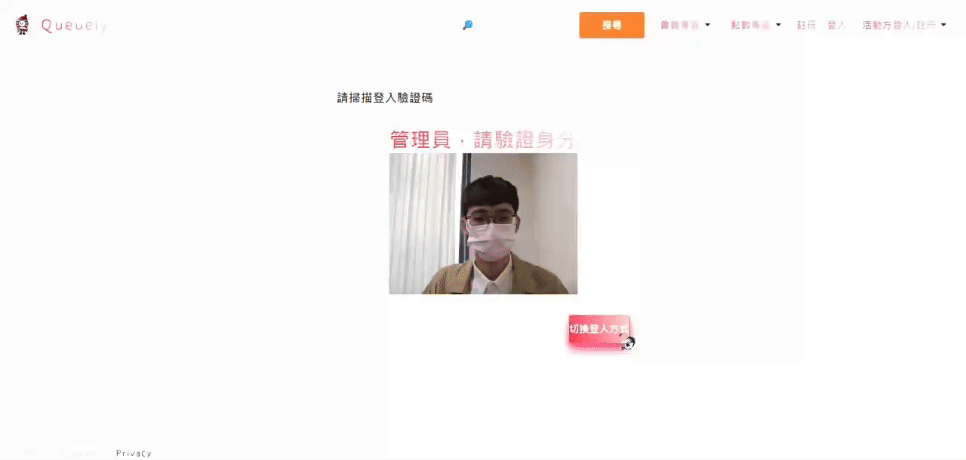 Queuely
搜尋
會員專區
點數專區
註冊
登入
活動方登入/註冊
請掃描登入驗證碼
管理員，請驗證身分
切換登入方式
Privacy